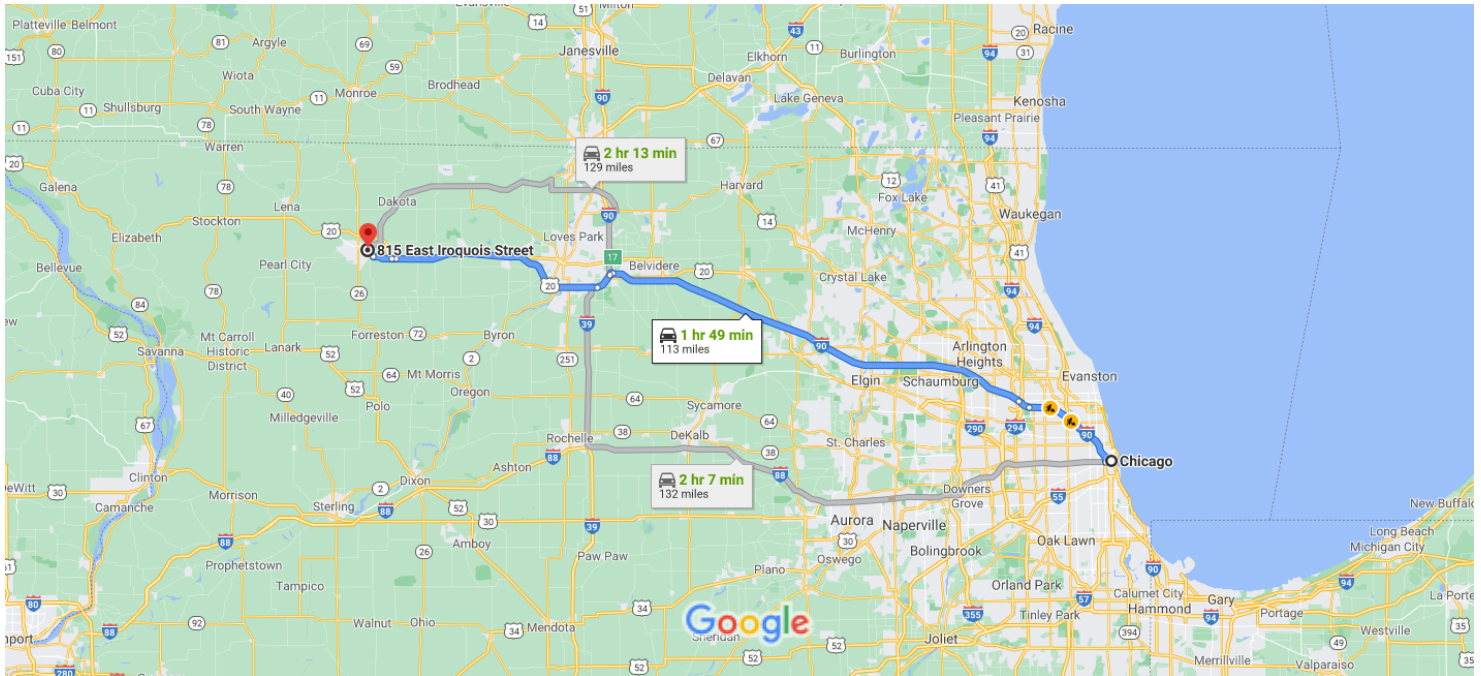 Platteville Belmont
Argyle
Evansville
Milton
Racine
Janesville
Burlington
Elkhorn
Wiota
Delavan
Cuba City
Shullsburg
South Wayne
Monroe
Brodhead
Lake Geneva
Kenosha
Pleasant Prairie
Warren
2 hr 13 min
129 miles
Galena
Dakota
Harvard
Fox Lake
Lena
Stockton
Waukegan
Elizabeth
Loves Park
McHenry
815 East Iroquois Street
Pearl City
Belvidere
Bellevue
Crystal Lake
Forreston
Byron
1 hr 49 min
113 miles
Mt Carroll
Historic
District
Savanna
Lanark
Arlington
Heights
Mt Morris
Elgin
Schaumburg
Evanston
Oregon
Milledgeville
Polo
Sycamore
Rochelle
DeKalb
St. Charles
Chicago
Ashton
2 hr 7 min
132 miles
Clinton
DeWitt
Morrison
Dixon
Downers
Grove
Camanche
Sterling
Aurora
Naperville
New Buffalo
Long Beach
Michigan City
Amboy
Oak Lawn
Paw Paw
Oswego
Bolingbrook
Prophetstown
Plano
Orland Park
Tampico
Calumet City
Gary
Hammond
Portage
La Porte
Walnut
Ohio
Mendota
Google
Sheridan
Tinley Park
Joliet
Westville
Merrillville
Valparaiso